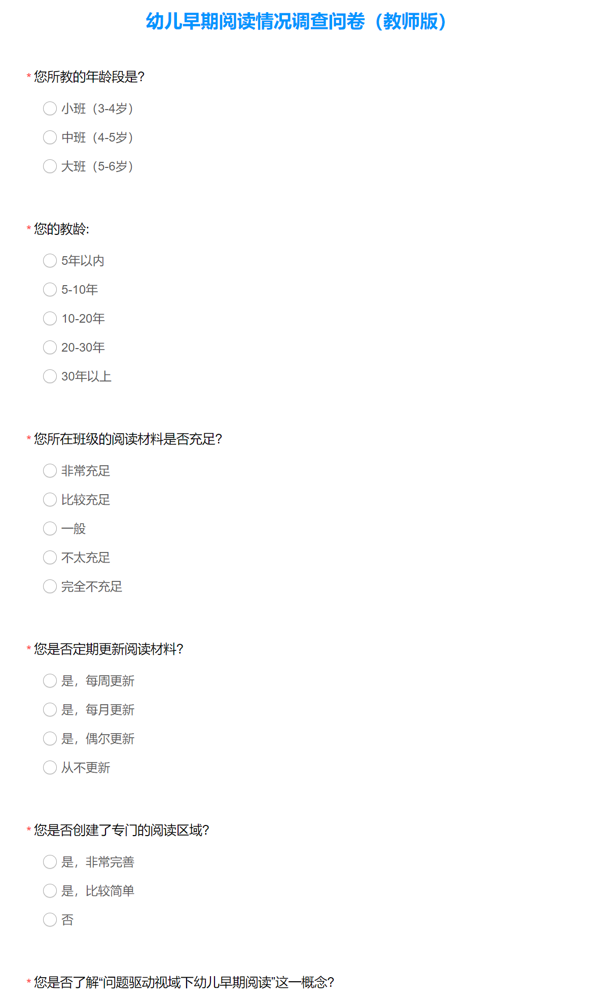 幼儿早期阅读情况调查问卷（教师版）
* 您所教的年龄段是?
小班（3-4岁）
中班（4-5岁）
大班（5-6岁）
* 您的教龄:
5年以内
5-10年
10-20年
20-30年
30年以上
* 您所在班级的阅读材料是否充足?
非常充足
比较充足
一般
不太充足
完全不充足
* 您是否定期更新阅读材料?
是，每周更新
是，每月更新
是，偶尔更新
从不更新
* 您是否创建了专门的阅读区域?
是，非常完善
是，比较简单
否
* 您是否了解“问题驱动视域下幼儿早期阅读”这一概念?